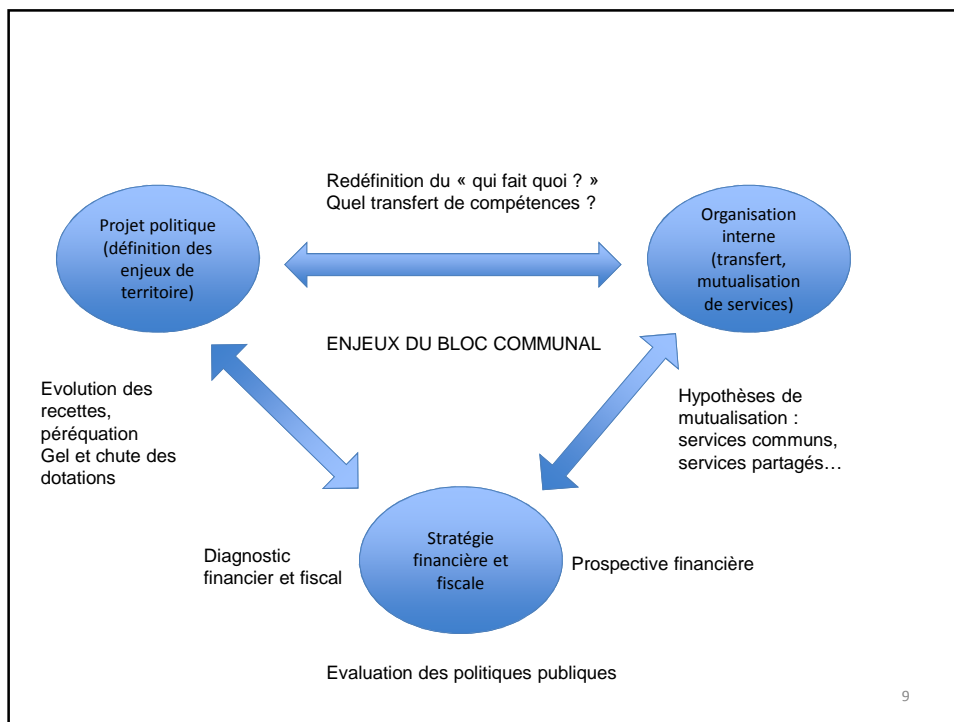 Redéfinition du « qui fait quoi ? »
Quel transfert de compétences ?
Projet politique
(définition des
enjeux de
territoire)
Organisation
interne
(transfert,
mutualisation
de services)
ENJEUX DU BLOC COMMUNAL
Evolution des
recettes,
péréquation
Gel et chute des
dotations
Hypothèses de
mutualisation :
services communs,
services partagés…
Diagnostic
financier et fiscal
Stratégie
financière et
fiscale
Prospective financière
Evaluation des politiques publiques
9